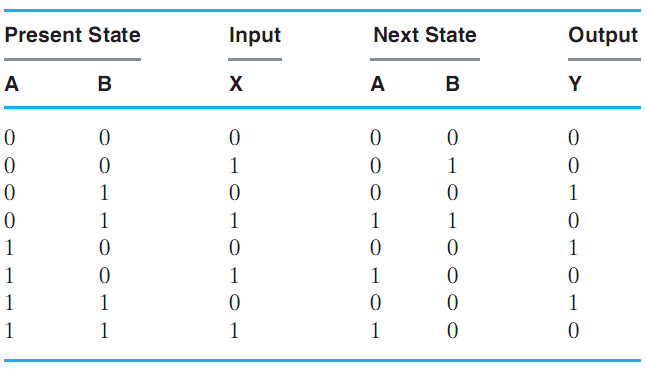 Present State Input Next State Output
A B X A B Y
0 0 0 0 0 0
0 0 1 0 1 0
0 1 0 0 0 1
0 1 1 1 1 0
1 0 0 0 0 1
1 0 1 1 0 0
1 1 0 0 0 1
1 1 1 1 0 0